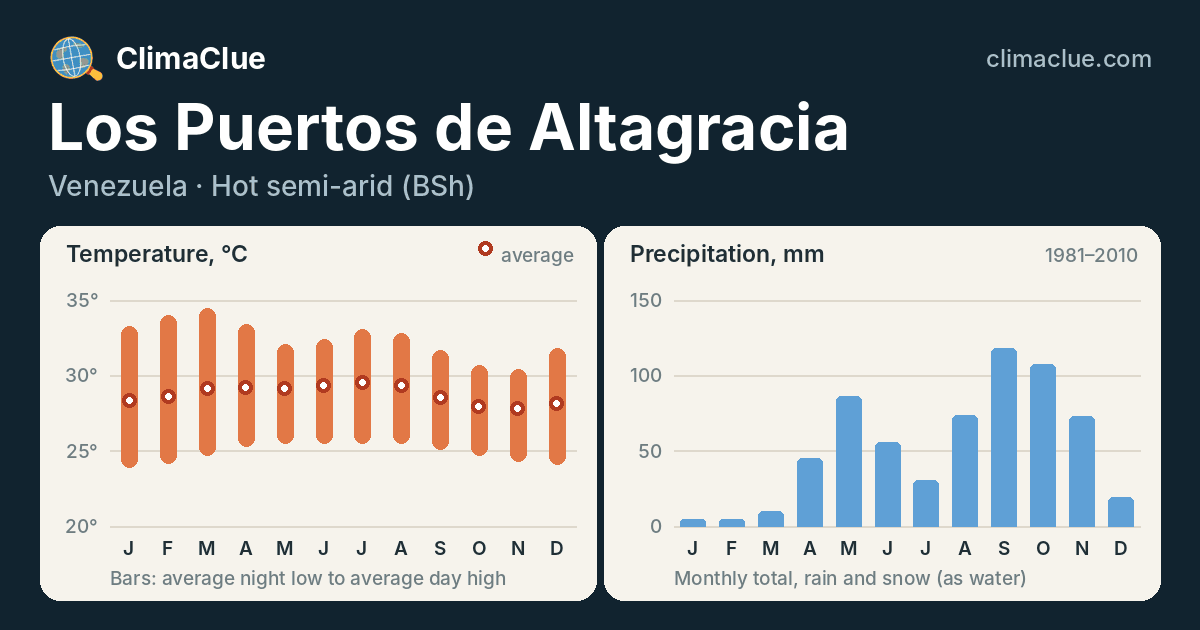 ClimaClue
climaclue.com
Los Puertos de Altagracia
Venezuela · Hot semi-arid (BSh)
Temperature, °C
average
35°
30°
25°
20°
J F M A M J J A S O N D
Bars: average night low to average day high
Precipitation, mm
1981–2010
150
100
50
0
J F M A M J J A S O N D
Monthly total, rain and snow (as water)